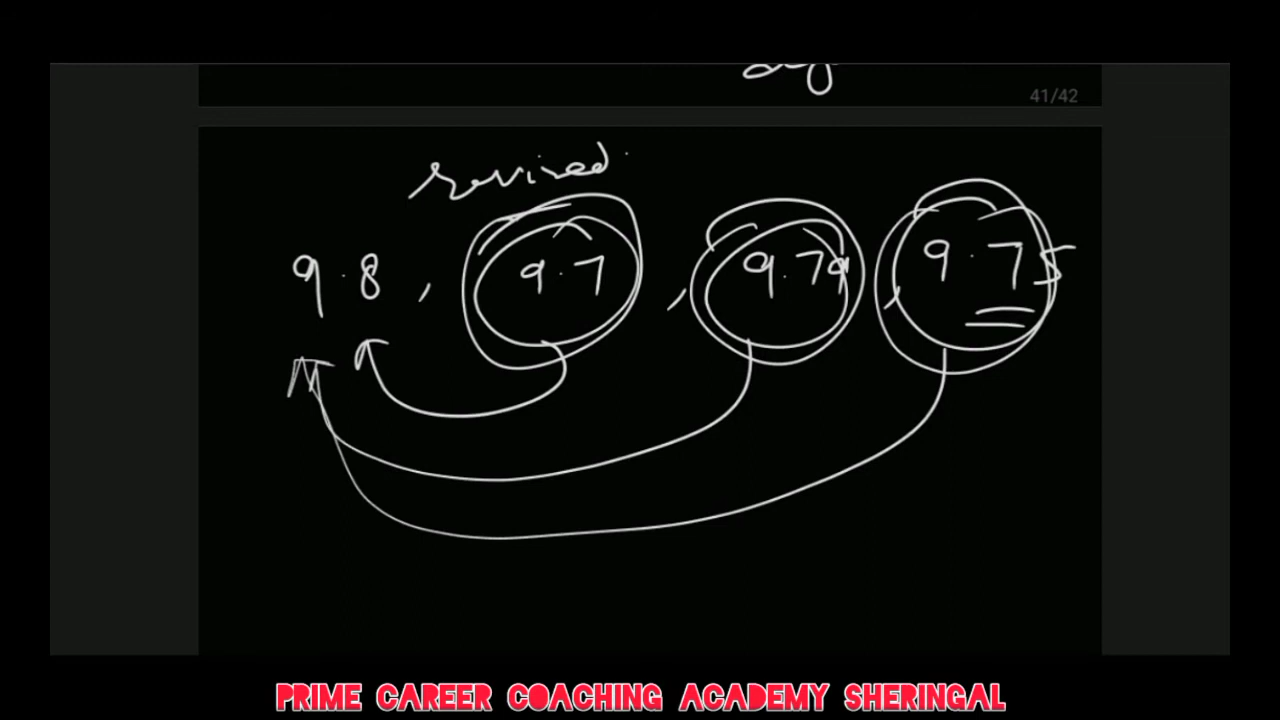 41/42
revised.
9.8, 9.7, 9.79, 9.75
PRIME CAREER COACHING ACADEMY SHERINGAL